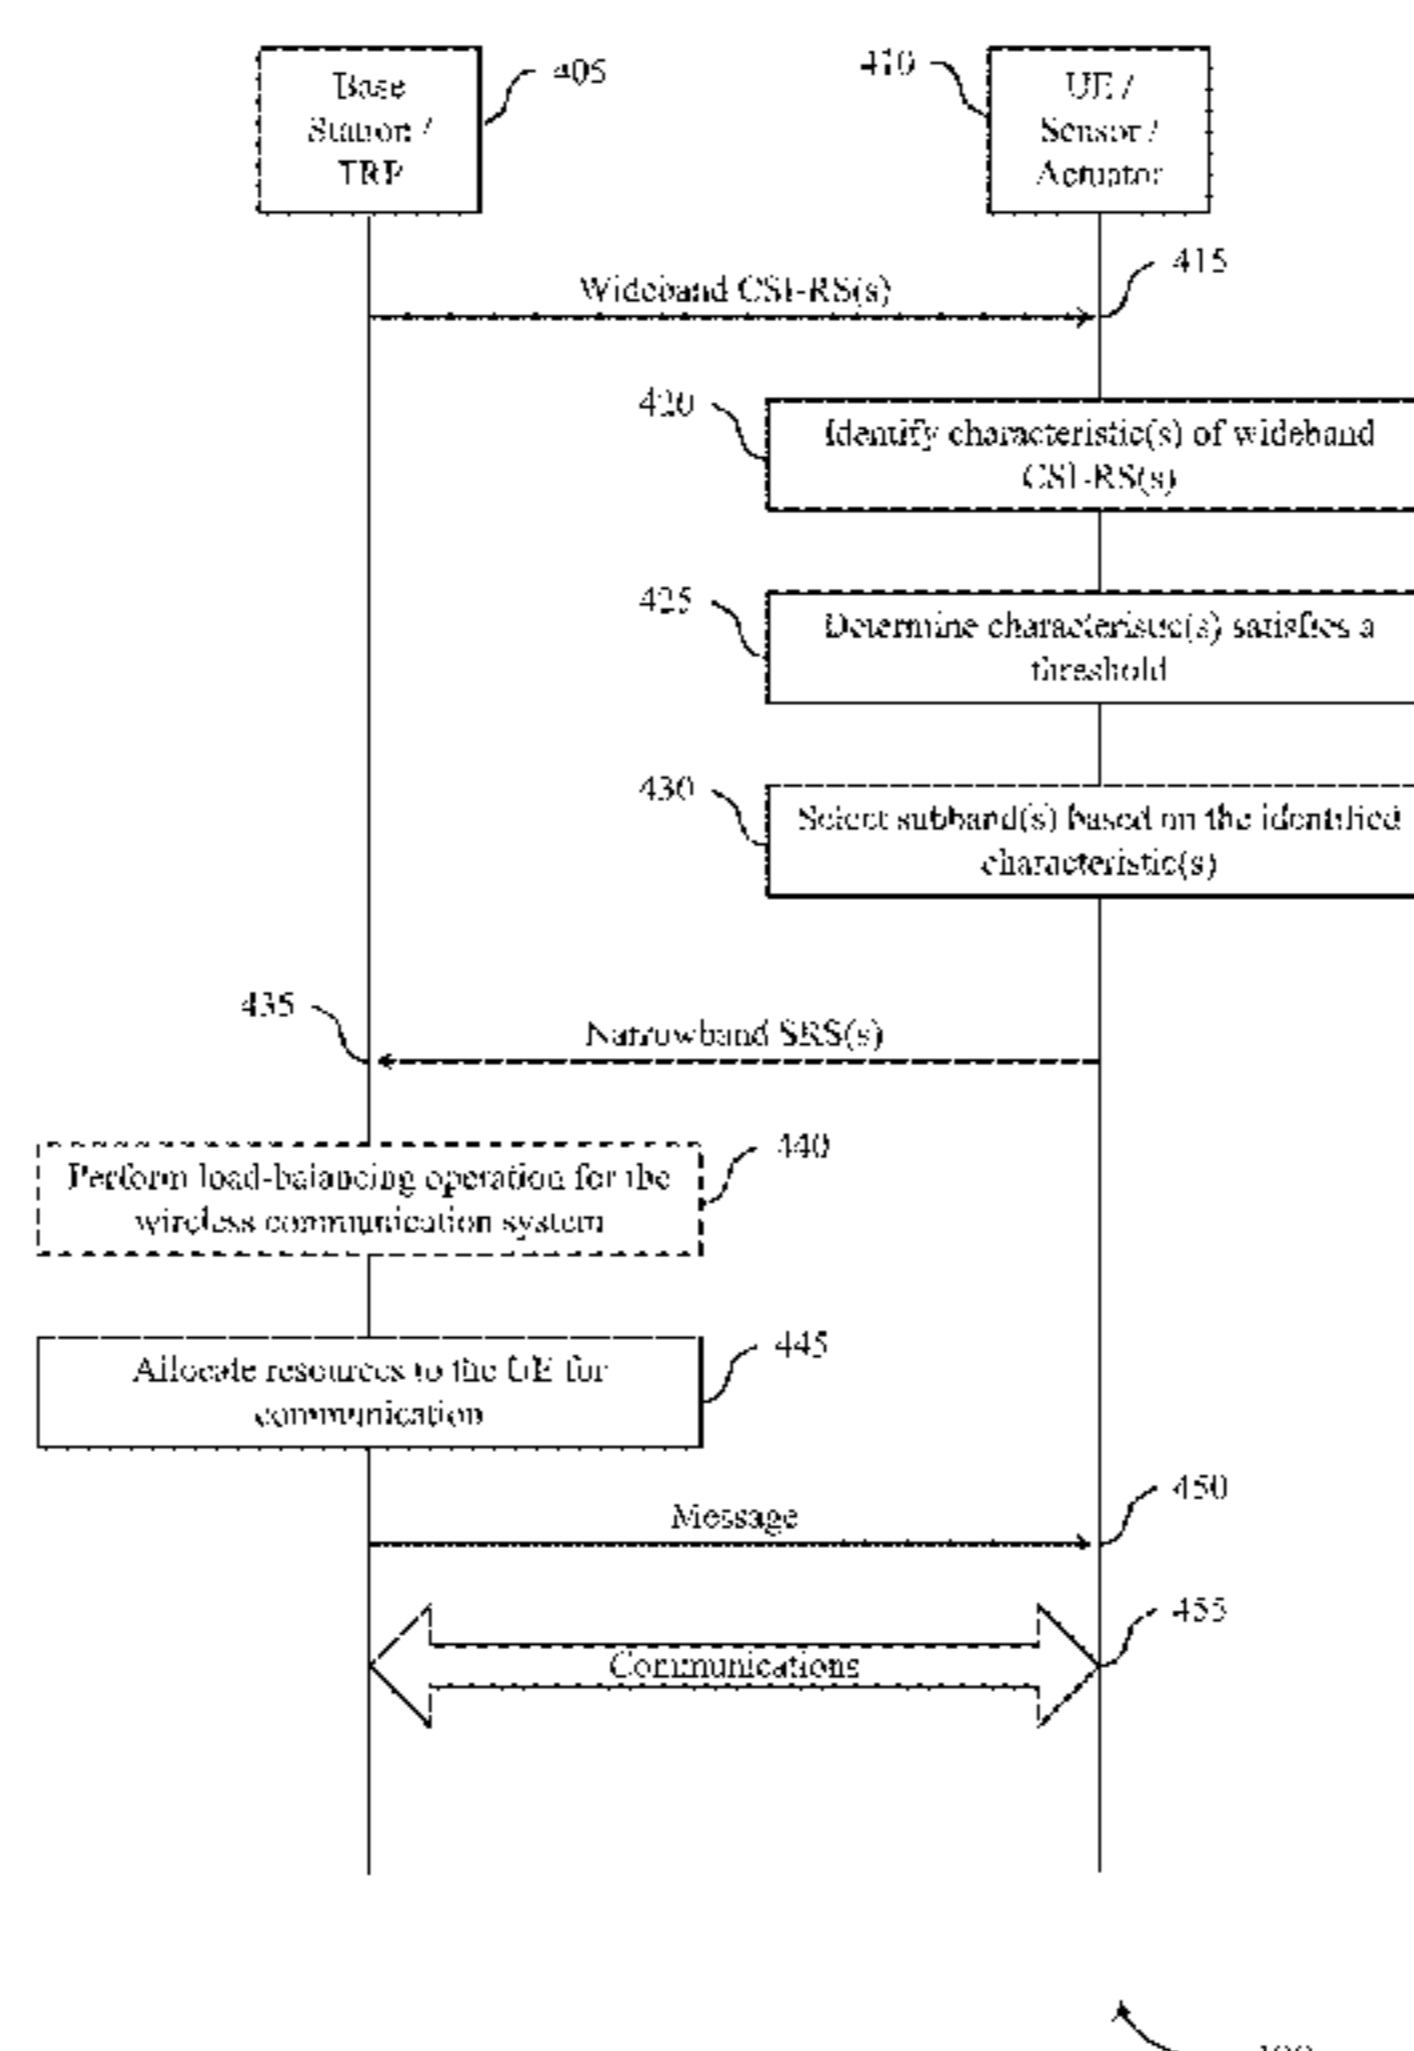 Base
Station /
TRP
405
410
UE /
Sensor /
Actuator
415
Wideband CSI-RS(s)
420
Identify characteristic(s) of wideband
CSI-RS(s)
425
Determine characteristic(s) satisfies a
threshold
430
Select subband(s) based on the identified
characteristic(s)
435
Narrowband SRS(s)
440
Perform load-balancing operation for the
wireless communication system
445
Allocate resources to the UE for
communication
450
Message
455
Communications